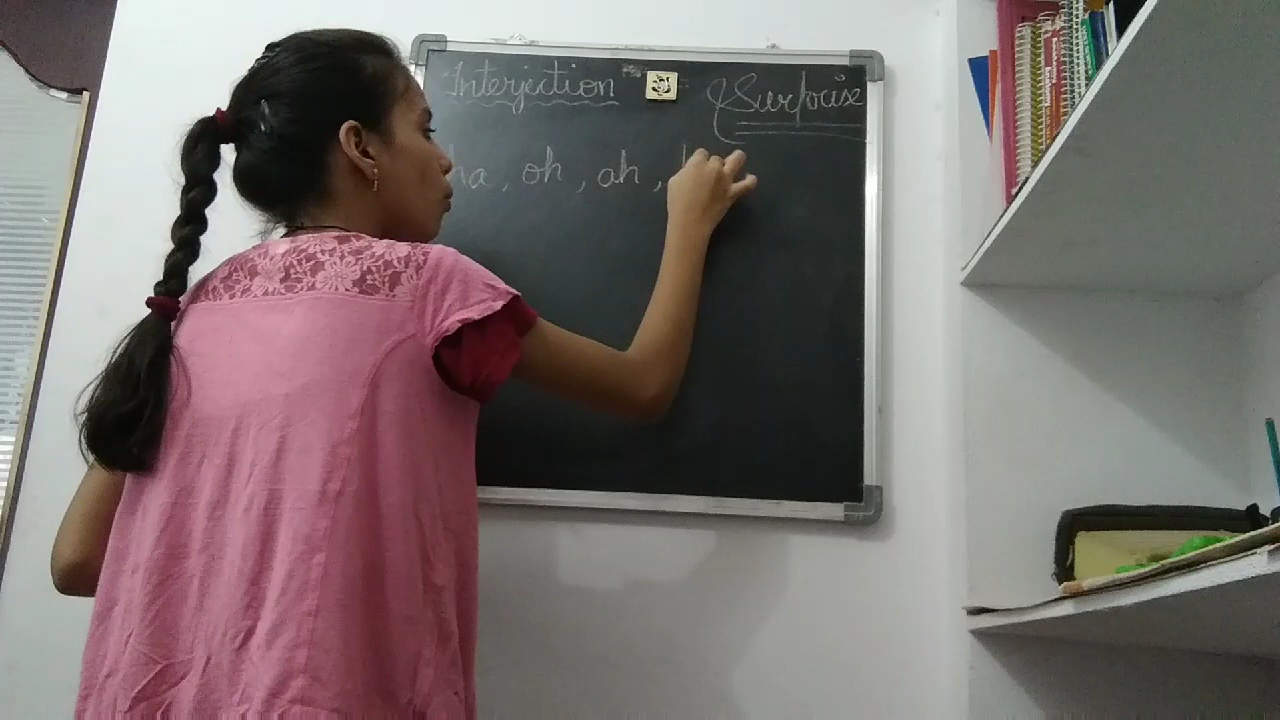 Interjection Surprise
ha, oh, ah,